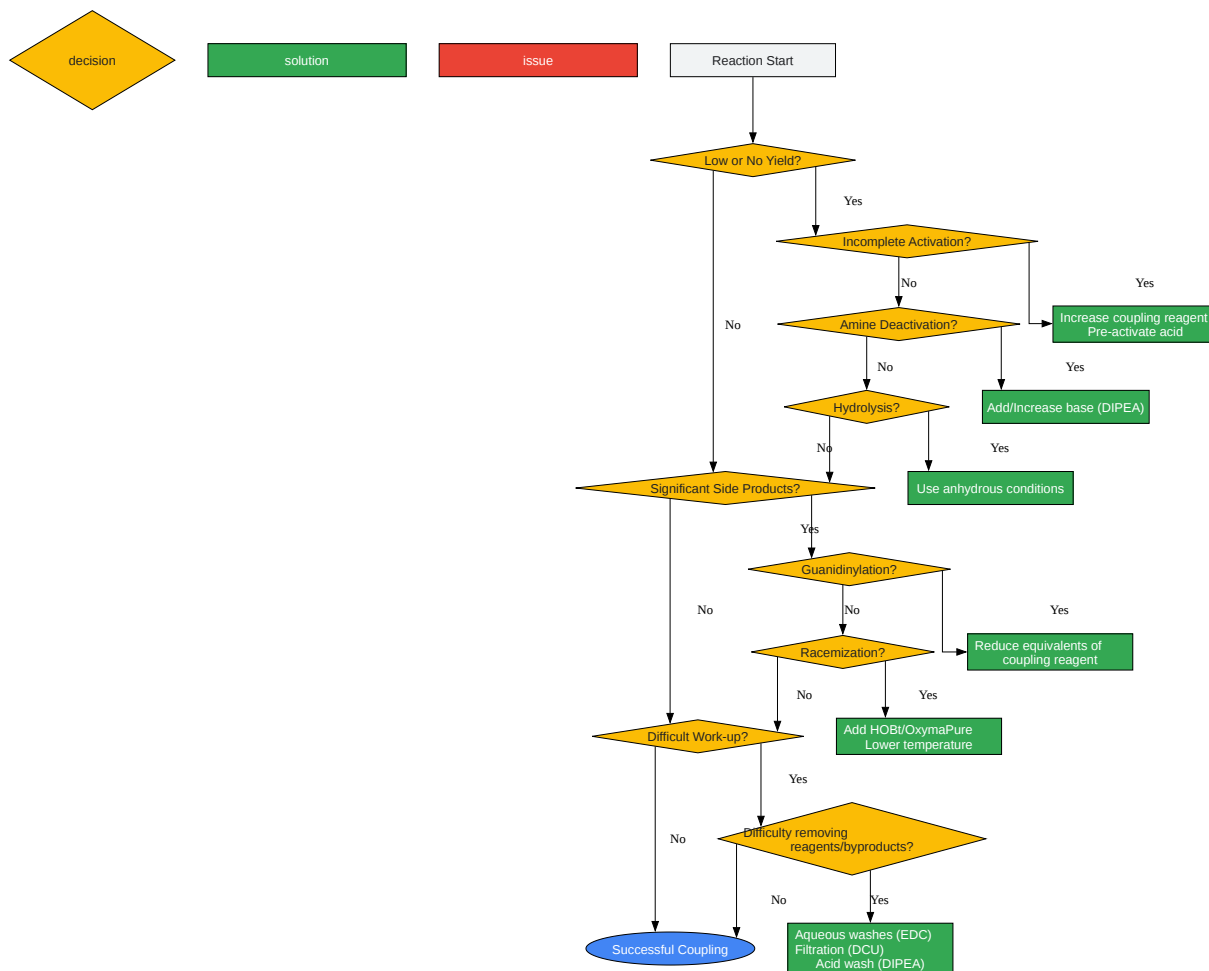 decision
solution
issue
Reaction Start
Low or No Yield?
Yes
Incomplete Activation?
No
Yes
No
Amine Deactivation?
Increase coupling reagent
Pre-activate acid
No
Yes
Hydrolysis?
Add/Increase base (DIPEA)
No
Yes
Significant Side Products?
Use anhydrous conditions
Yes
Guanidinylation?
No
No
Yes
Racemization?
Reduce equivalents of
coupling reagent
No
Yes
Difficult Work-up?
Add HOBt/OxymaPure
Lower temperature
Yes
Difficulty removing
reagents/byproducts?
No
No
Yes
Successful Coupling
Aqueous washes (EDC)
Filtration (DCU)
Acid wash (DIPEA)